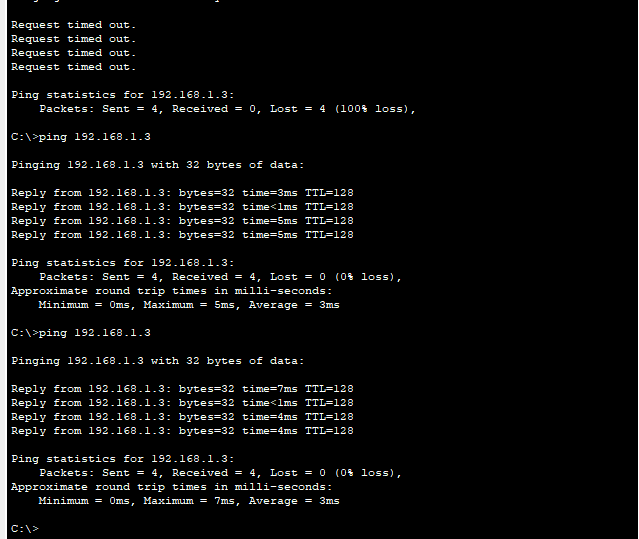 Request timed out.
Request timed out.
Request timed out.
Request timed out.
Ping statistics for 192.168.1.3:
Packets: Sent = 4, Received = 0, Lost = 4 (100% loss),
C:\>ping 192.168.1.3
Pinging 192.168.1.3 with 32 bytes of data:
Reply from 192.168.1.3: bytes=32 time=3ms TTL=128
Reply from 192.168.1.3: bytes=32 time<1ms TTL=128
Reply from 192.168.1.3: bytes=32 time=5ms TTL=128
Reply from 192.168.1.3: bytes=32 time=5ms TTL=128
Ping statistics for 192.168.1.3:
Packets: Sent = 4, Received = 4, Lost = 0 (0% loss),
Approximate round trip times in milli-seconds:
Minimum = 0ms, Maximum = 5ms, Average = 3ms
C:\>ping 192.168.1.3
Pinging 192.168.1.3 with 32 bytes of data:
Reply from 192.168.1.3: bytes=32 time=7ms TTL=128
Reply from 192.168.1.3: bytes=32 time<1ms TTL=128
Reply from 192.168.1.3: bytes=32 time=4ms TTL=128
Reply from 192.168.1.3: bytes=32 time=4ms TTL=128
Ping statistics for 192.168.1.3:
Packets: Sent = 4, Received = 4, Lost = 0 (0% loss),
Approximate round trip times in milli-seconds:
Minimum = 0ms, Maximum = 7ms, Average = 3ms
C:\>